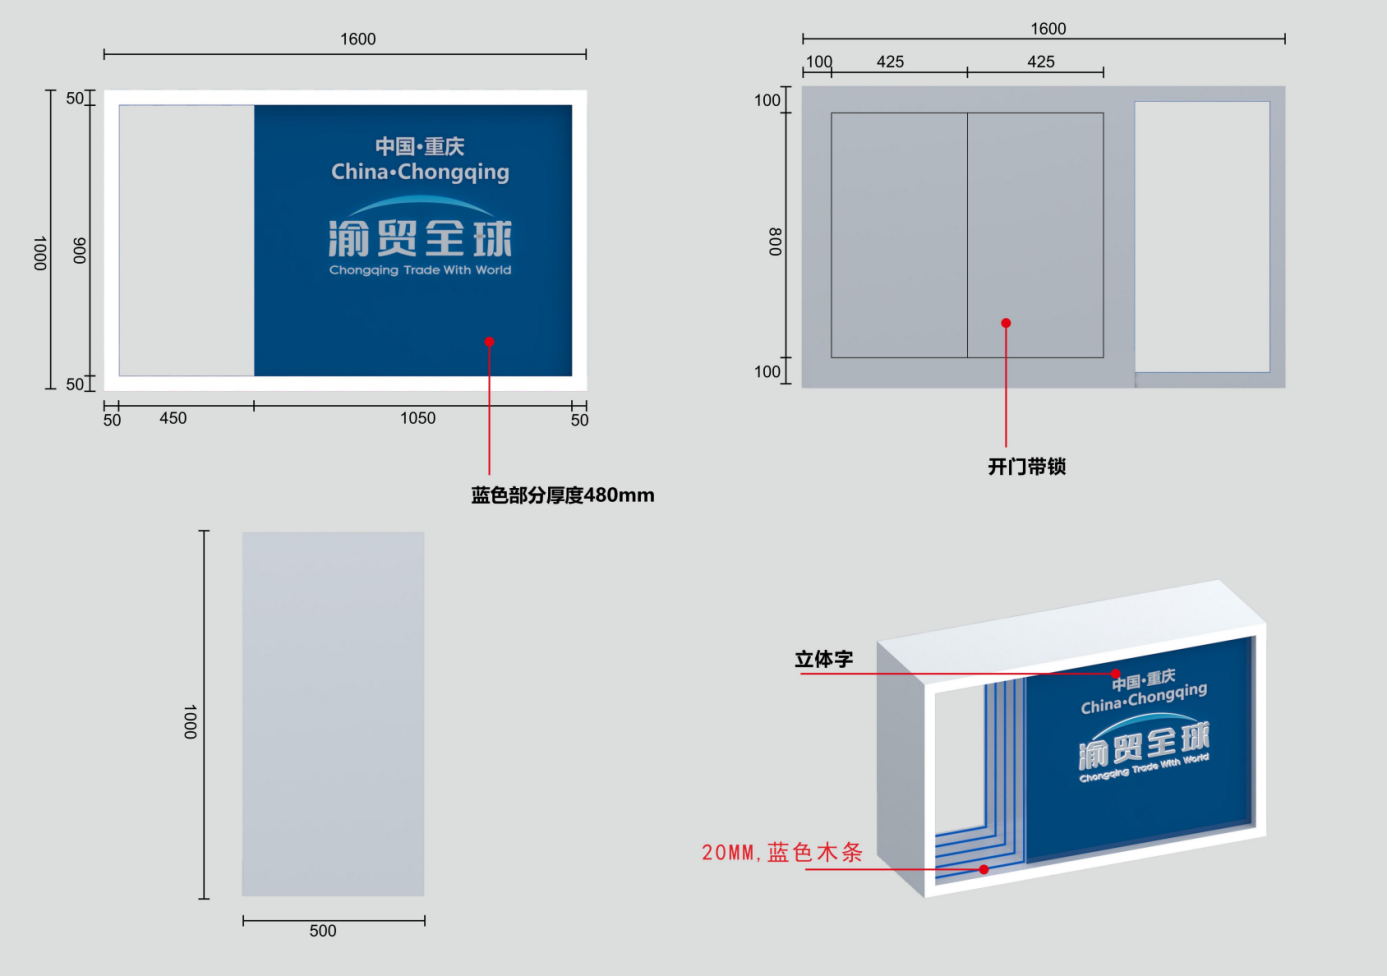 1600
50
1000
900
50
中国·重庆
China·Chongqing
渝贸全球
Chongqing Trade With World
50
450
1050
50
蓝色部分厚度480mm
1600
100
425
425
100
800
100
开门带锁
1000
500
立体字
中国·重庆
China·Chongqing
渝贸全球
Chongqing Trade With World
20MM,蓝色木条